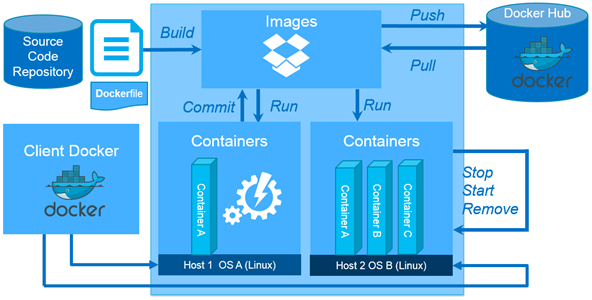 Source
Code
Repository
Dockerfile
Build
Images
Push
Pull
Docker Hub
docker
Commit
Run
Run
Client Docker
docker
Containers
Container A
Host 1 OS A (Linux)
Containers
Container A
Container B
Container C
Host 2 OS B (Linux)
Stop
Start
Remove